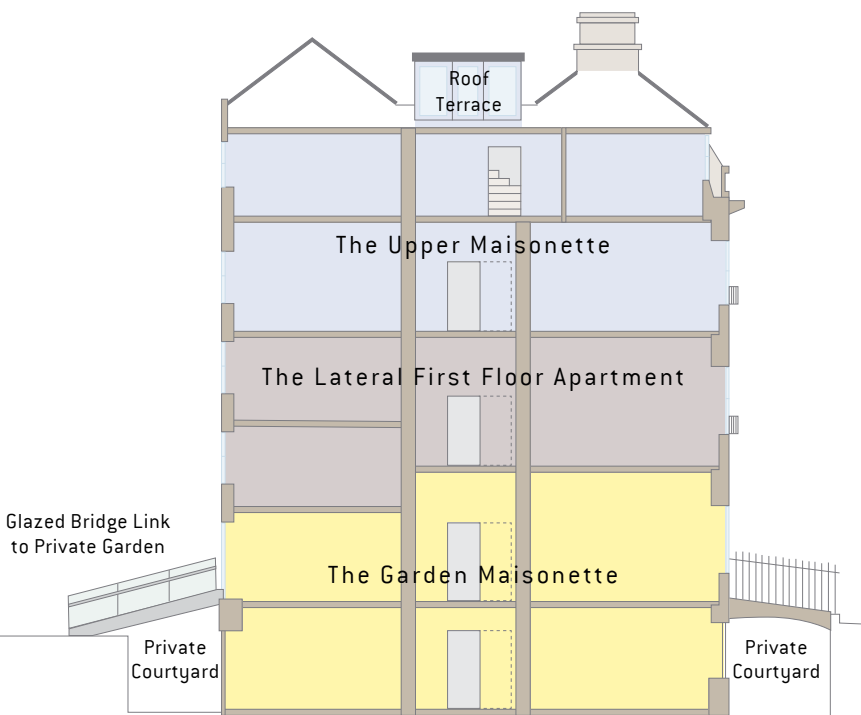 Roof
Terrace
The Upper Maisonette
The Lateral First Floor Apartment
Glazed Bridge Link
to Private Garden
The Garden Maisonette
Private
Courtyard
Private
Courtyard